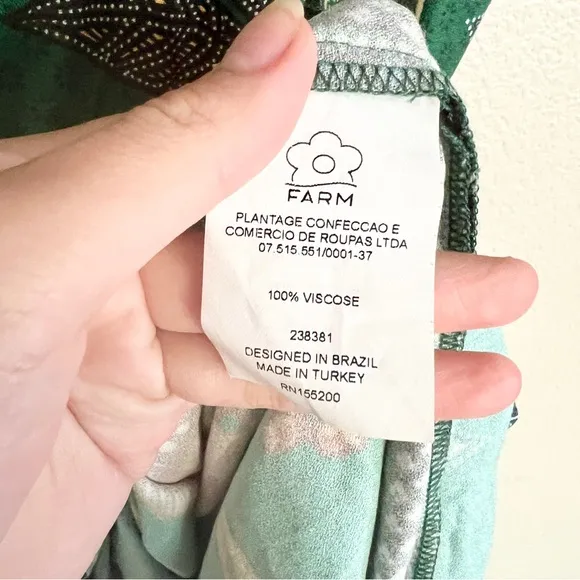 FARM
PLANTAGE CONFECCAO E
COMERCIO DE ROUPAS LTDA
07.515.551/0001-37
100% VISCOSE
238381
DESIGNED IN BRAZIL
MADE IN TURKEY
RN155200